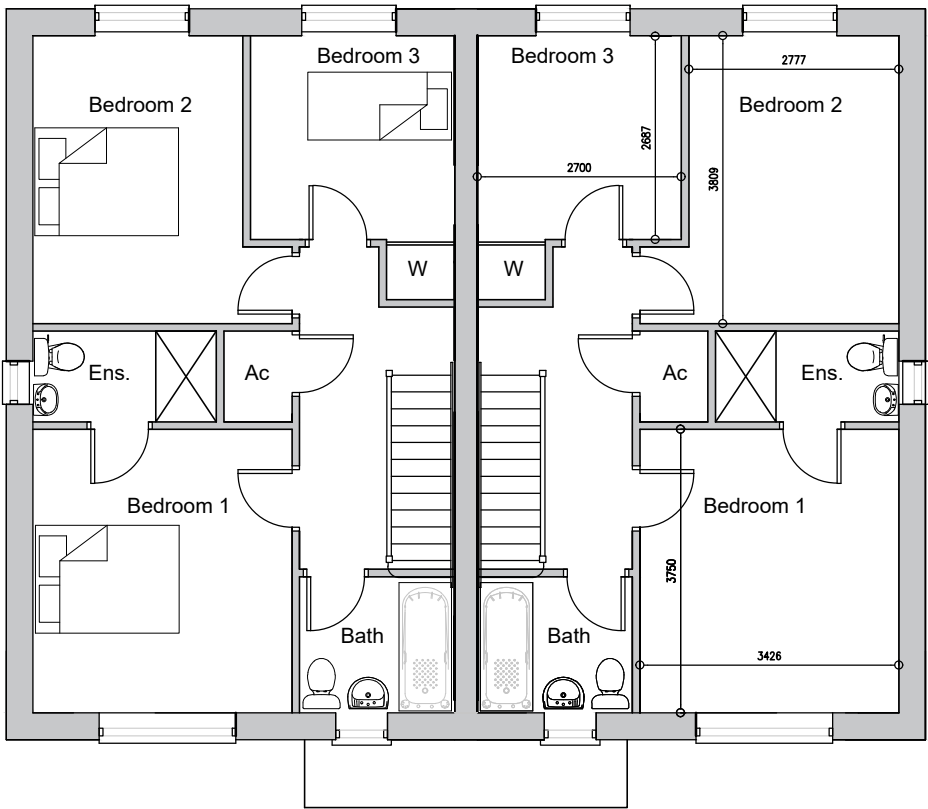 Bedroom 3
Bedroom 3
2777
Bedroom 2
Bedroom 2
2687
2700
3809
W
W
Ens.
Ac
Ac
Ens.
Bedroom 1
Bedroom 1
3750
Bath
Bath
3426